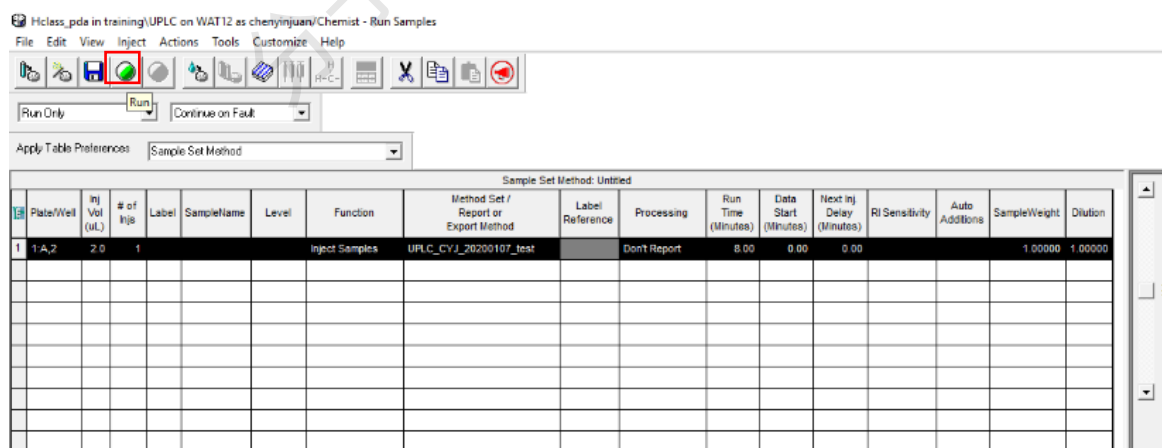 Hclass_pda in training\UPLC on WAT12 as chenyinjuan/Chemist - Run Samples
File Edit View Inject Actions Tools Customize Help
Run
Run Only Continue on Fault
Apply Table Preferences Sample Set Method
Sample Set Method: Untitled
Plate/Well Inj Vol (uL) # of Injs Label SampleName Level Function Method Set / Report or Export Method Label Reference Processing Run Time (Minutes) Data Start (Minutes) Next Inj. Delay (Minutes) RI Sensitivity Auto Additions SampleWeight Dilution
1 1:A,2 2.0 1 Inject Samples UPLC_CYJ_20200107_test Don't Report 8.00 0.00 0.00 1.00000 1.00000